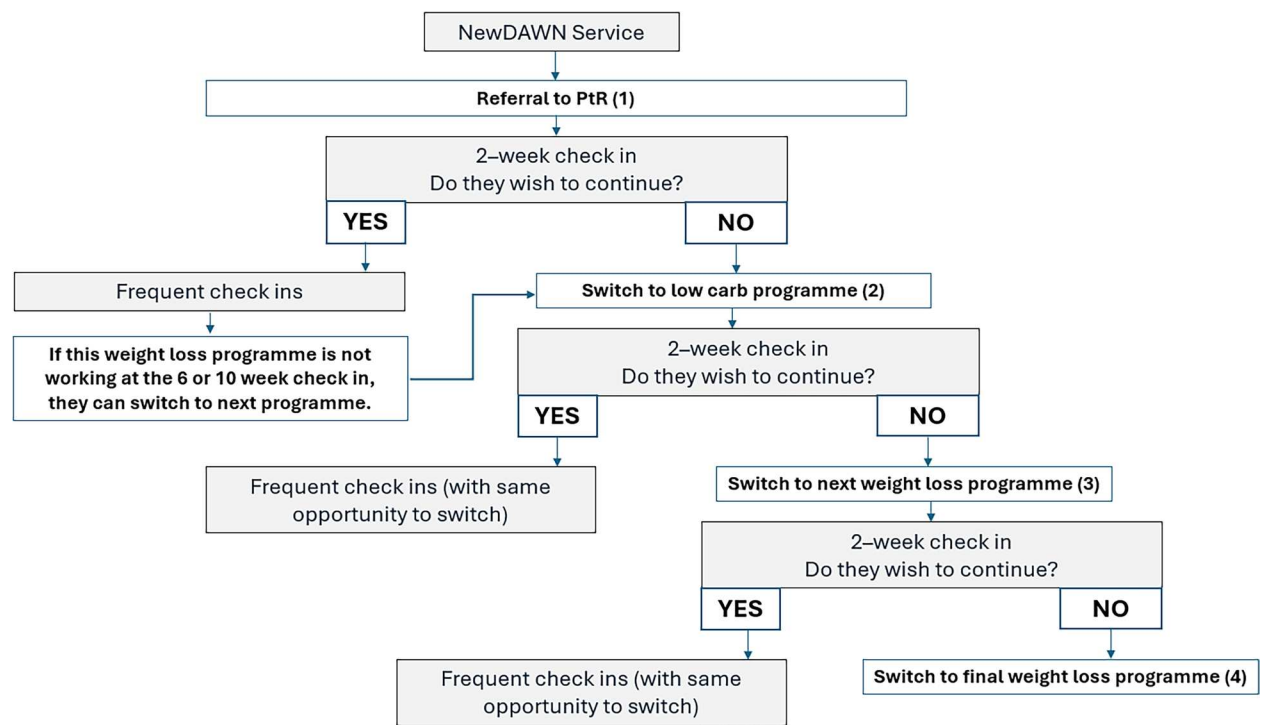 NewDAWN Service
Referral to PtR (1)
2–week check in
Do they wish to continue?
YES
NO
Frequent check ins
Switch to low carb programme (2)
If this weight loss programme is not
working at the 6 or 10 week check in,
they can switch to next programme.
2–week check in
Do they wish to continue?
YES
NO
Frequent check ins (with same
opportunity to switch)
Switch to next weight loss programme (3)
2–week check in
Do they wish to continue?
YES
NO
Frequent check ins (with same
opportunity to switch)
Switch to final weight loss programme (4)